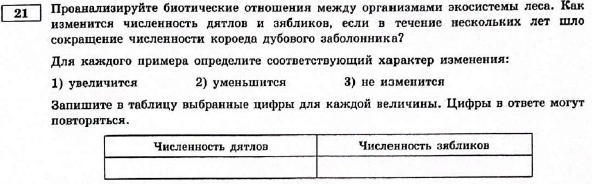 21
Проанализируйте биотические отношения между организмами экосистемы леса. Как
изменится численность дятлов и зябликов, если в течение нескольких лет шло
сокращение численности короеда дубового заболонника?
Для каждого примера определите соответствующий характер изменения:
1) увеличится 2) уменьшится 3) не изменится
Запишите в таблицу выбранные цифры для каждой величины. Цифры в ответе могут
повторяться.
Численность дятлов Численность зябликов